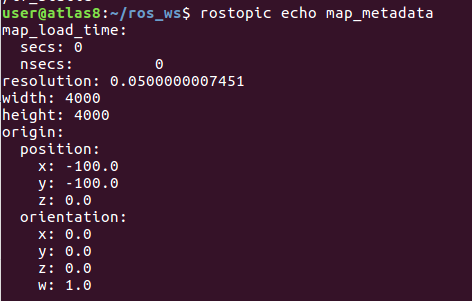 user@atlas8:~/ros_ws$ rostopic echo map_metadata
map_load_time:
  secs: 0
  nsecs:         0
resolution: 0.0500000007451
width: 4000
height: 4000
origin:
  position:
    x: -100.0
    y: -100.0
    z: 0.0
  orientation:
    x: 0.0
    y: 0.0
    z: 0.0
    w: 1.0